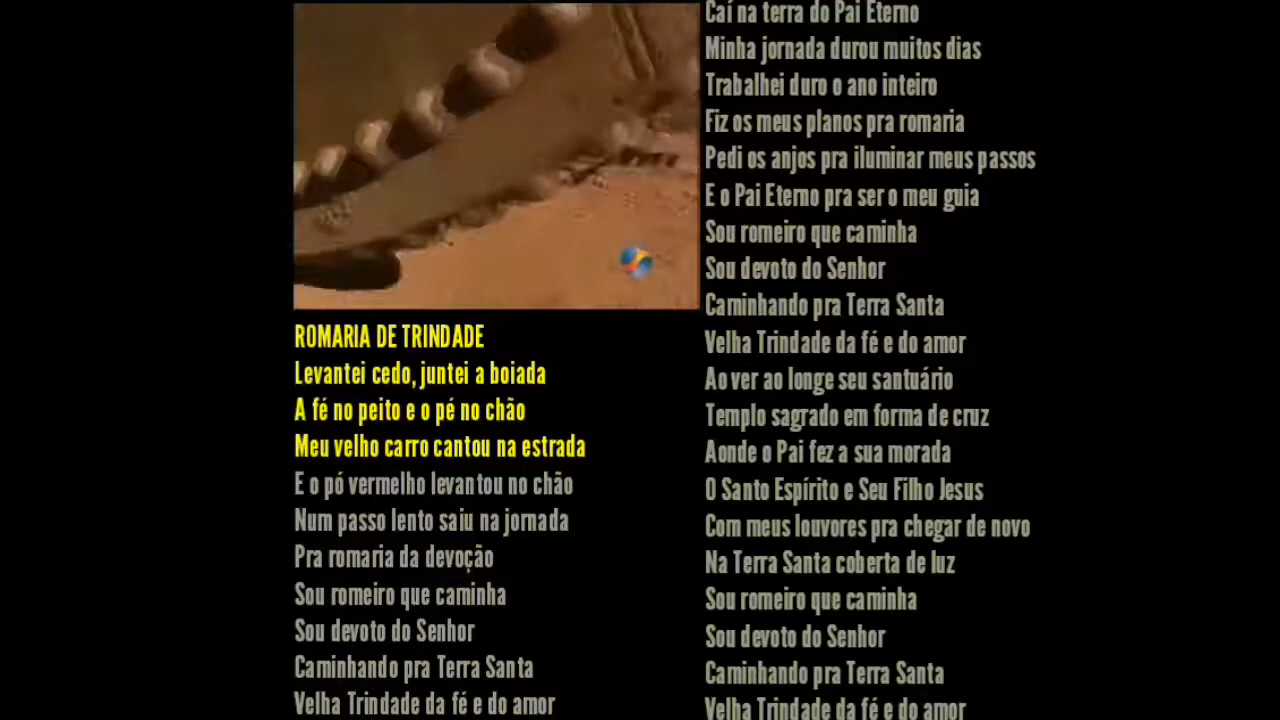 ROMARIA DE TRINDADE
Levantei cedo, juntei a boiada
A fé no peito e o pé no chão
Meu velho carro cantou na estrada
E o pó vermelho levantou no chão
Num passo lento saiu na jornada
Pra romaria da devoção
Sou romeiro que caminha
Sou devoto do Senhor
Caminhando pra Terra Santa
Velha Trindade da fé e do amor
Caí na terra do Pai Eterno
Minha jornada durou muitos dias
Trabalhei duro o ano inteiro
Fiz os meus planos pra romaria
Pedi os anjos pra iluminar meus passos
E o Pai Eterno pra ser o meu guia
Sou romeiro que caminha
Sou devoto do Senhor
Caminhando pra Terra Santa
Velha Trindade da fé e do amor
Ao ver ao longe seu santuário
Templo sagrado em forma de cruz
Aonde o Pai fez a sua morada
O Santo Espírito e Seu Filho Jesus
Com meus louvores pra chegar de novo
Na Terra Santa coberta de luz
Sou romeiro que caminha
Sou devoto do Senhor
Caminhando pra Terra Santa
Velha Trindade da fé e do amor